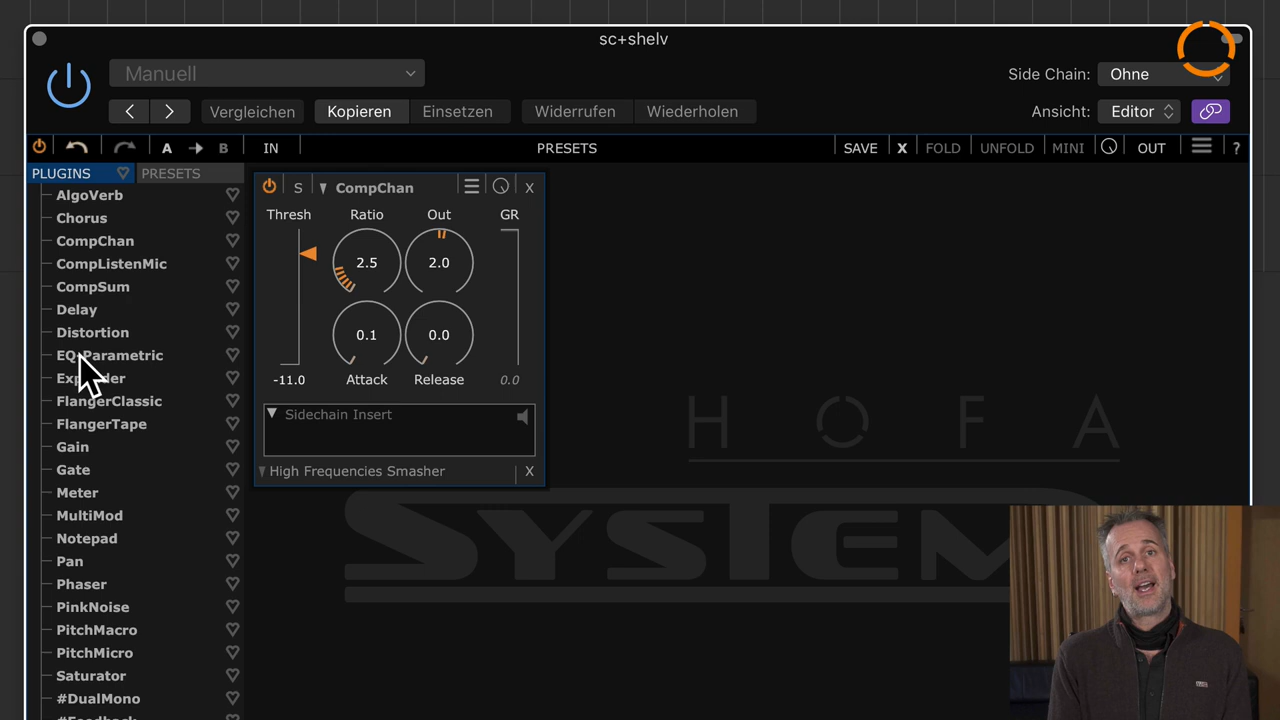 sc+shelv
Manuell
Side Chain: Ohne
Vergleichen Kopieren Einsetzen Widerrufen Wiederholen
Ansicht: Editor
A B IN PRESETS SAVE X FOLD UNFOLD MINI OUT ?
PLUGINS PRESETS
AlgoVerb
Chorus
CompChan
CompListenMic
CompSum
Delay
Distortion
EQ-Parametric
Expander
FlangerClassic
FlangerTape
Gain
Gate
Meter
MultiMod
Notepad
Pan
Phaser
PinkNoise
PitchMacro
PitchMicro
Saturator
#DualMono
#Feedback
S CompChan X
Thresh Ratio Out GR
2.5 2.0
0.1 0.0
-11.0 Attack Release 0.0
Sidechain Insert
High Frequencies Smasher X
HOFA
SYSTEM